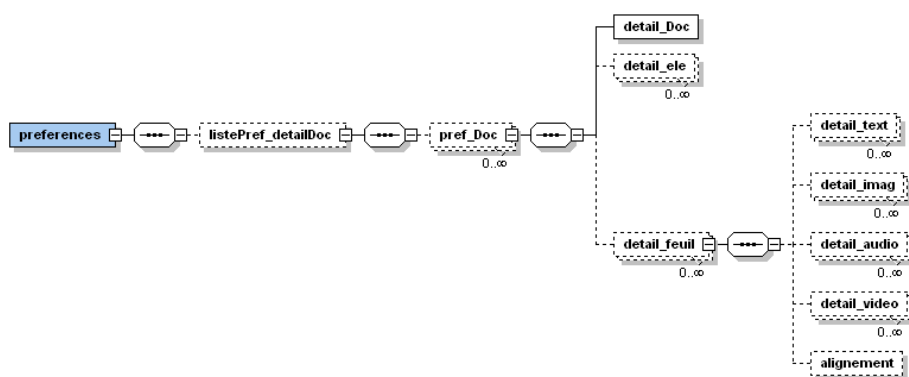 detail_Doc
detail_ele
0..∞
preferences
listePref_detailDoc
pref_Doc
0..∞
detail_text
0..∞
detail_imag
0..∞
detail_feuil
0..∞
detail_audio
0..∞
detail_video
0..∞
alignement